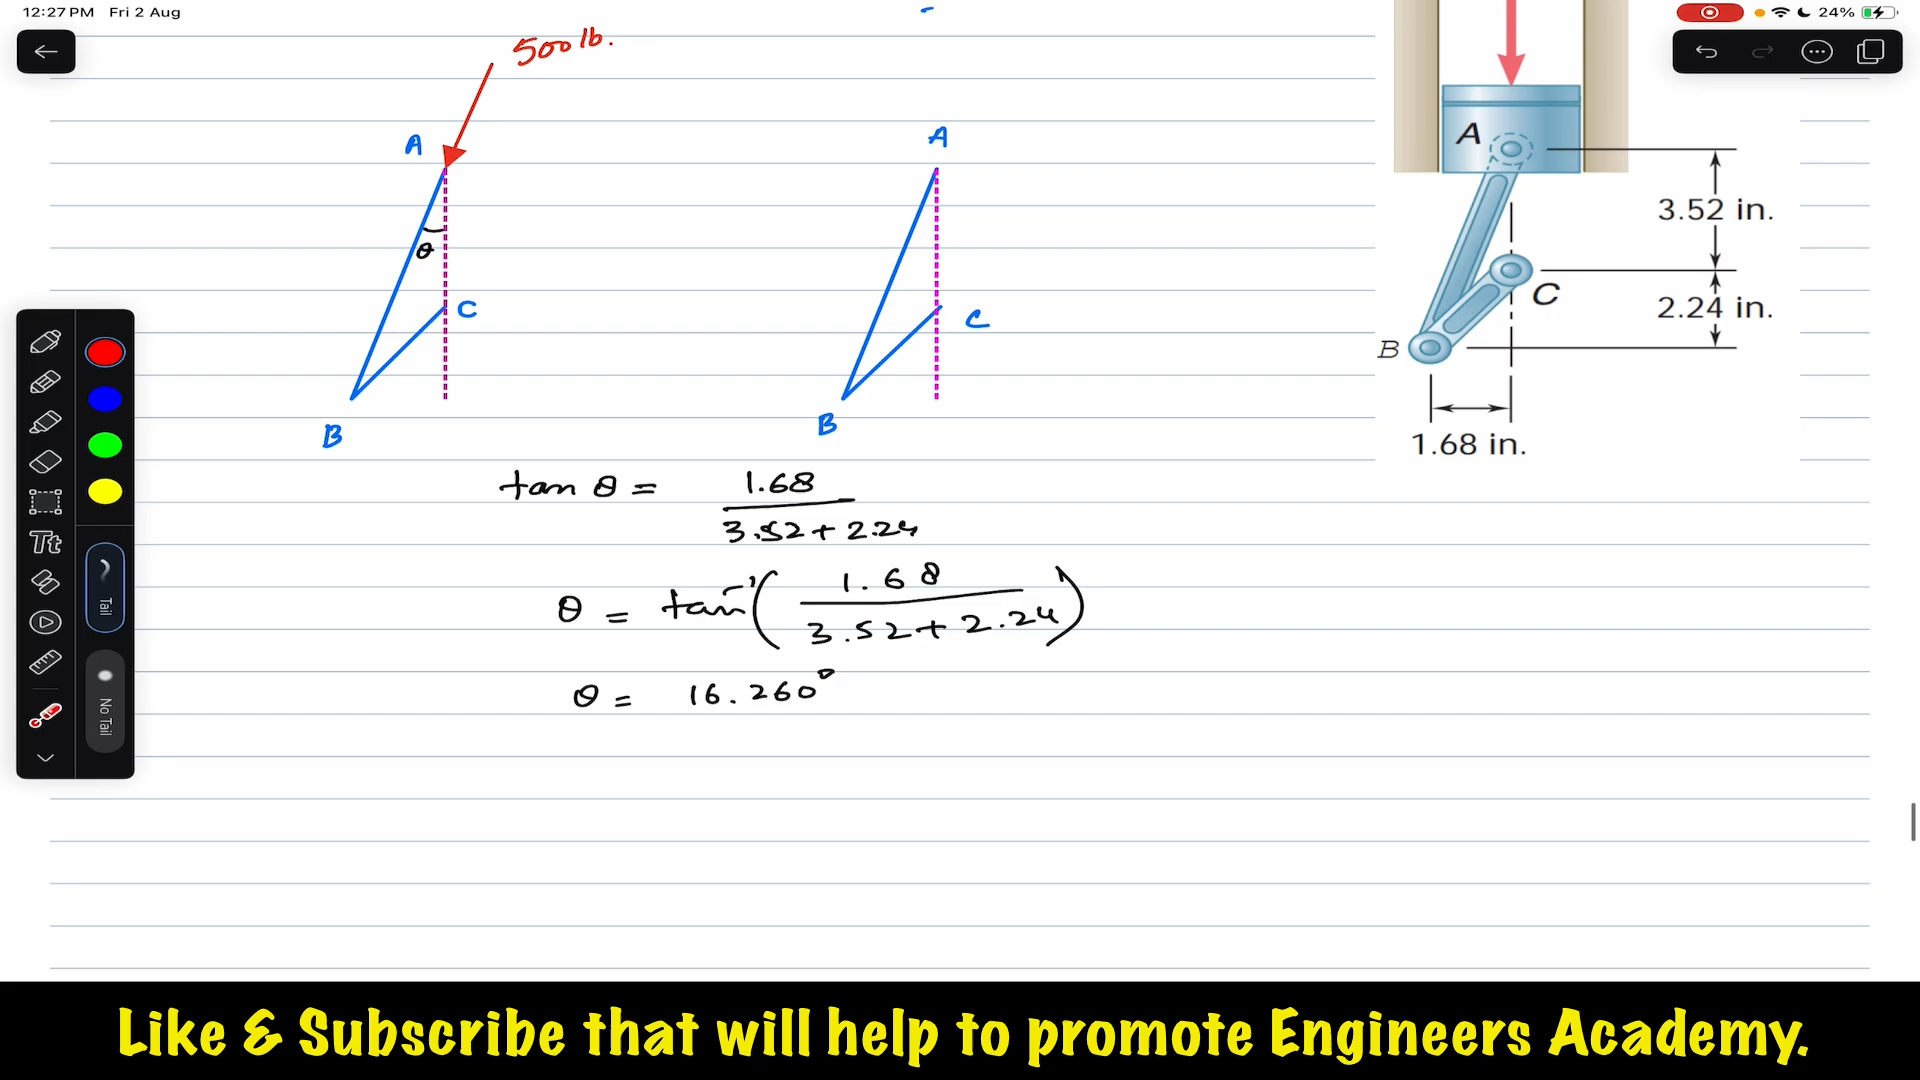 12:27 PM Fri 2 Aug
24%
500 lb.
A
θ
C
B
A
C
B
A
3.52 in.
C
2.24 in.
B
1.68 in.
tan θ = 1.68
3.52 + 2.24
θ = tan⁻¹ ( 1.68
3.52 + 2.24 )
θ = 16.260°
Tt
Tail
No Tail
Like & Subscribe that will help to promote Engineers Academy.